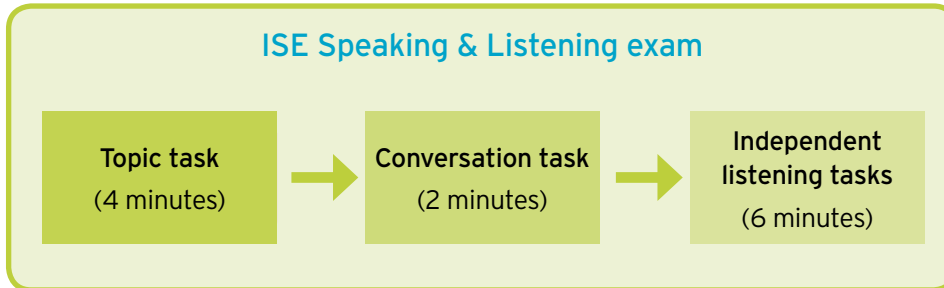 ISE Speaking & Listening exam
Topic task
(4 minutes)
Conversation task
(2 minutes)
Independent
listening tasks
(6 minutes)